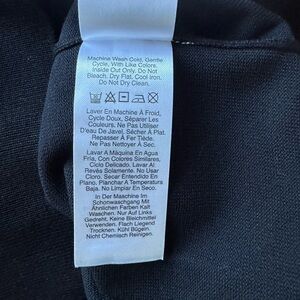 Machine Wash Cold, Gentle
Cycle, With Like Colors,
Inside Out Only, Do Not
Bleach, Dry Flat, Cool Iron,
Do Not Dry Clean.
Laver En Machine À Froid,
Cycle Doux, Séparer Les
Couleurs. Ne Pas Utiliser
D'eau De Javel, Sécher À Plat.
Repasser À Fer Tiède.
Ne Pas Nettoyer À Sec.
Lavar A Máquina En Agua
Fría, Con Colores Similares,
Ciclo Delicado. Lavar Al
Revés Solamente. No Usar
Cloro. Secar Entendido En
Plano. Planchar A Temperatura
Baja. No Limpiar En Seco.
In Der Maschine Im
Schonwaschgang Mit
Ähnlichen Farben Kalt
Waschen. Nur Auf Links
Gedreht. Keine Bleichmittel
Verwenden. Flach Liegend
Trocknen. Kühl Bügeln.
Nicht Chemisch Reinigen.